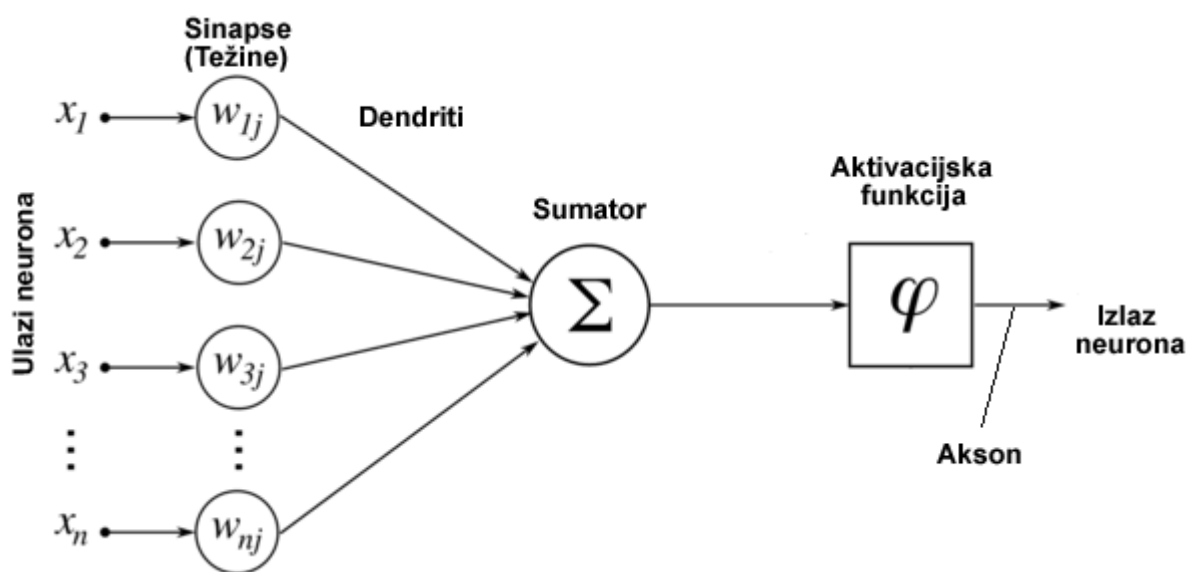 Sinapse
(Težine)
Dendriti
Sumator
Aktivacijska
funkcija
Ulazi neurona
x1
w1j
x2
w2j
x3
w3j
xn
wnj
Σ
φ
Izlaz
neurona
Akson